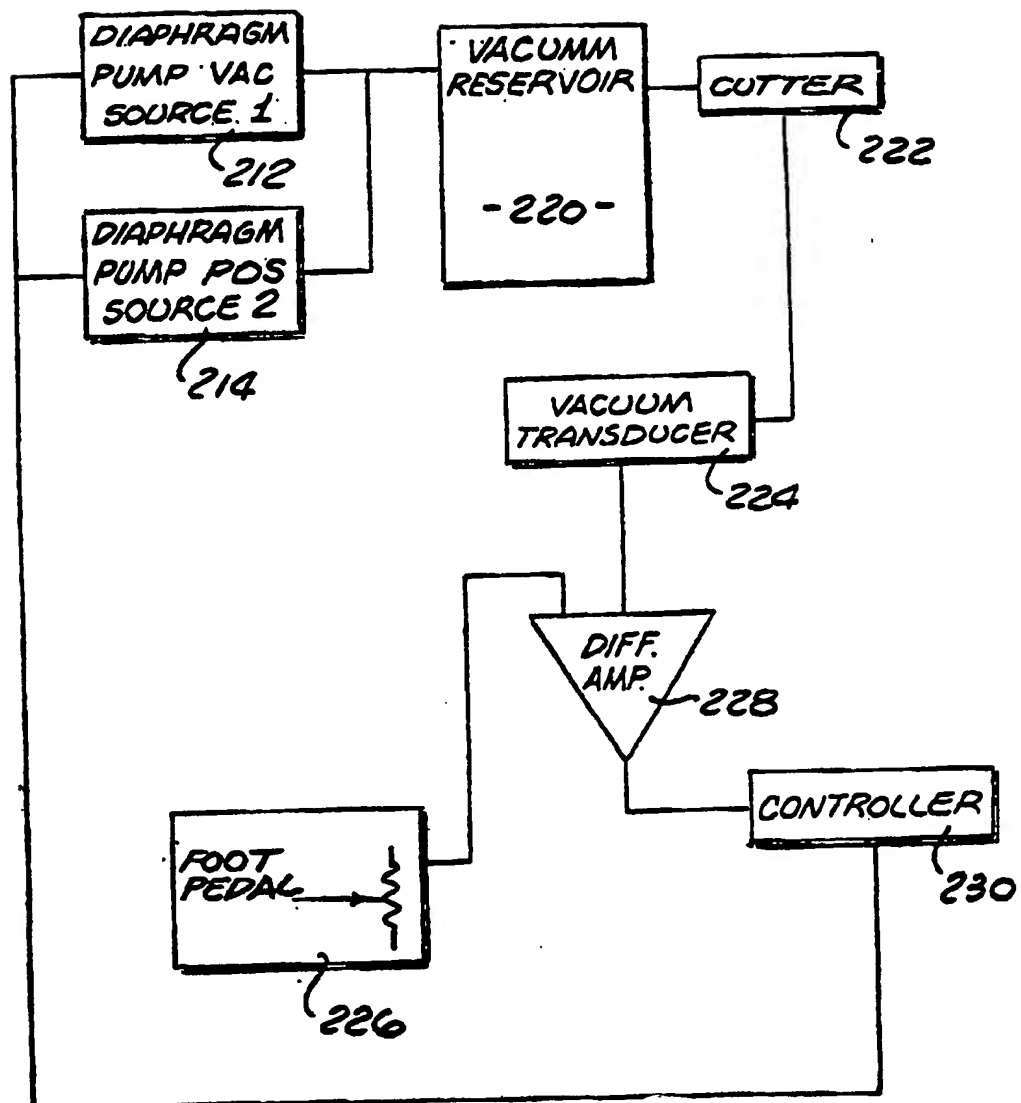 DIAPHRAGM
PUMP VAC
SOURCE 1
212
DIAPHRAGM
PUMP POS
SOURCE 2
214
VACUMM
RESERVOIR
-220-
CUTTER
222
VACUUM
TRANSDUCER
224
DIFF.
AMP.
228
FOOT
PEDAL
226
CONTROLLER
230